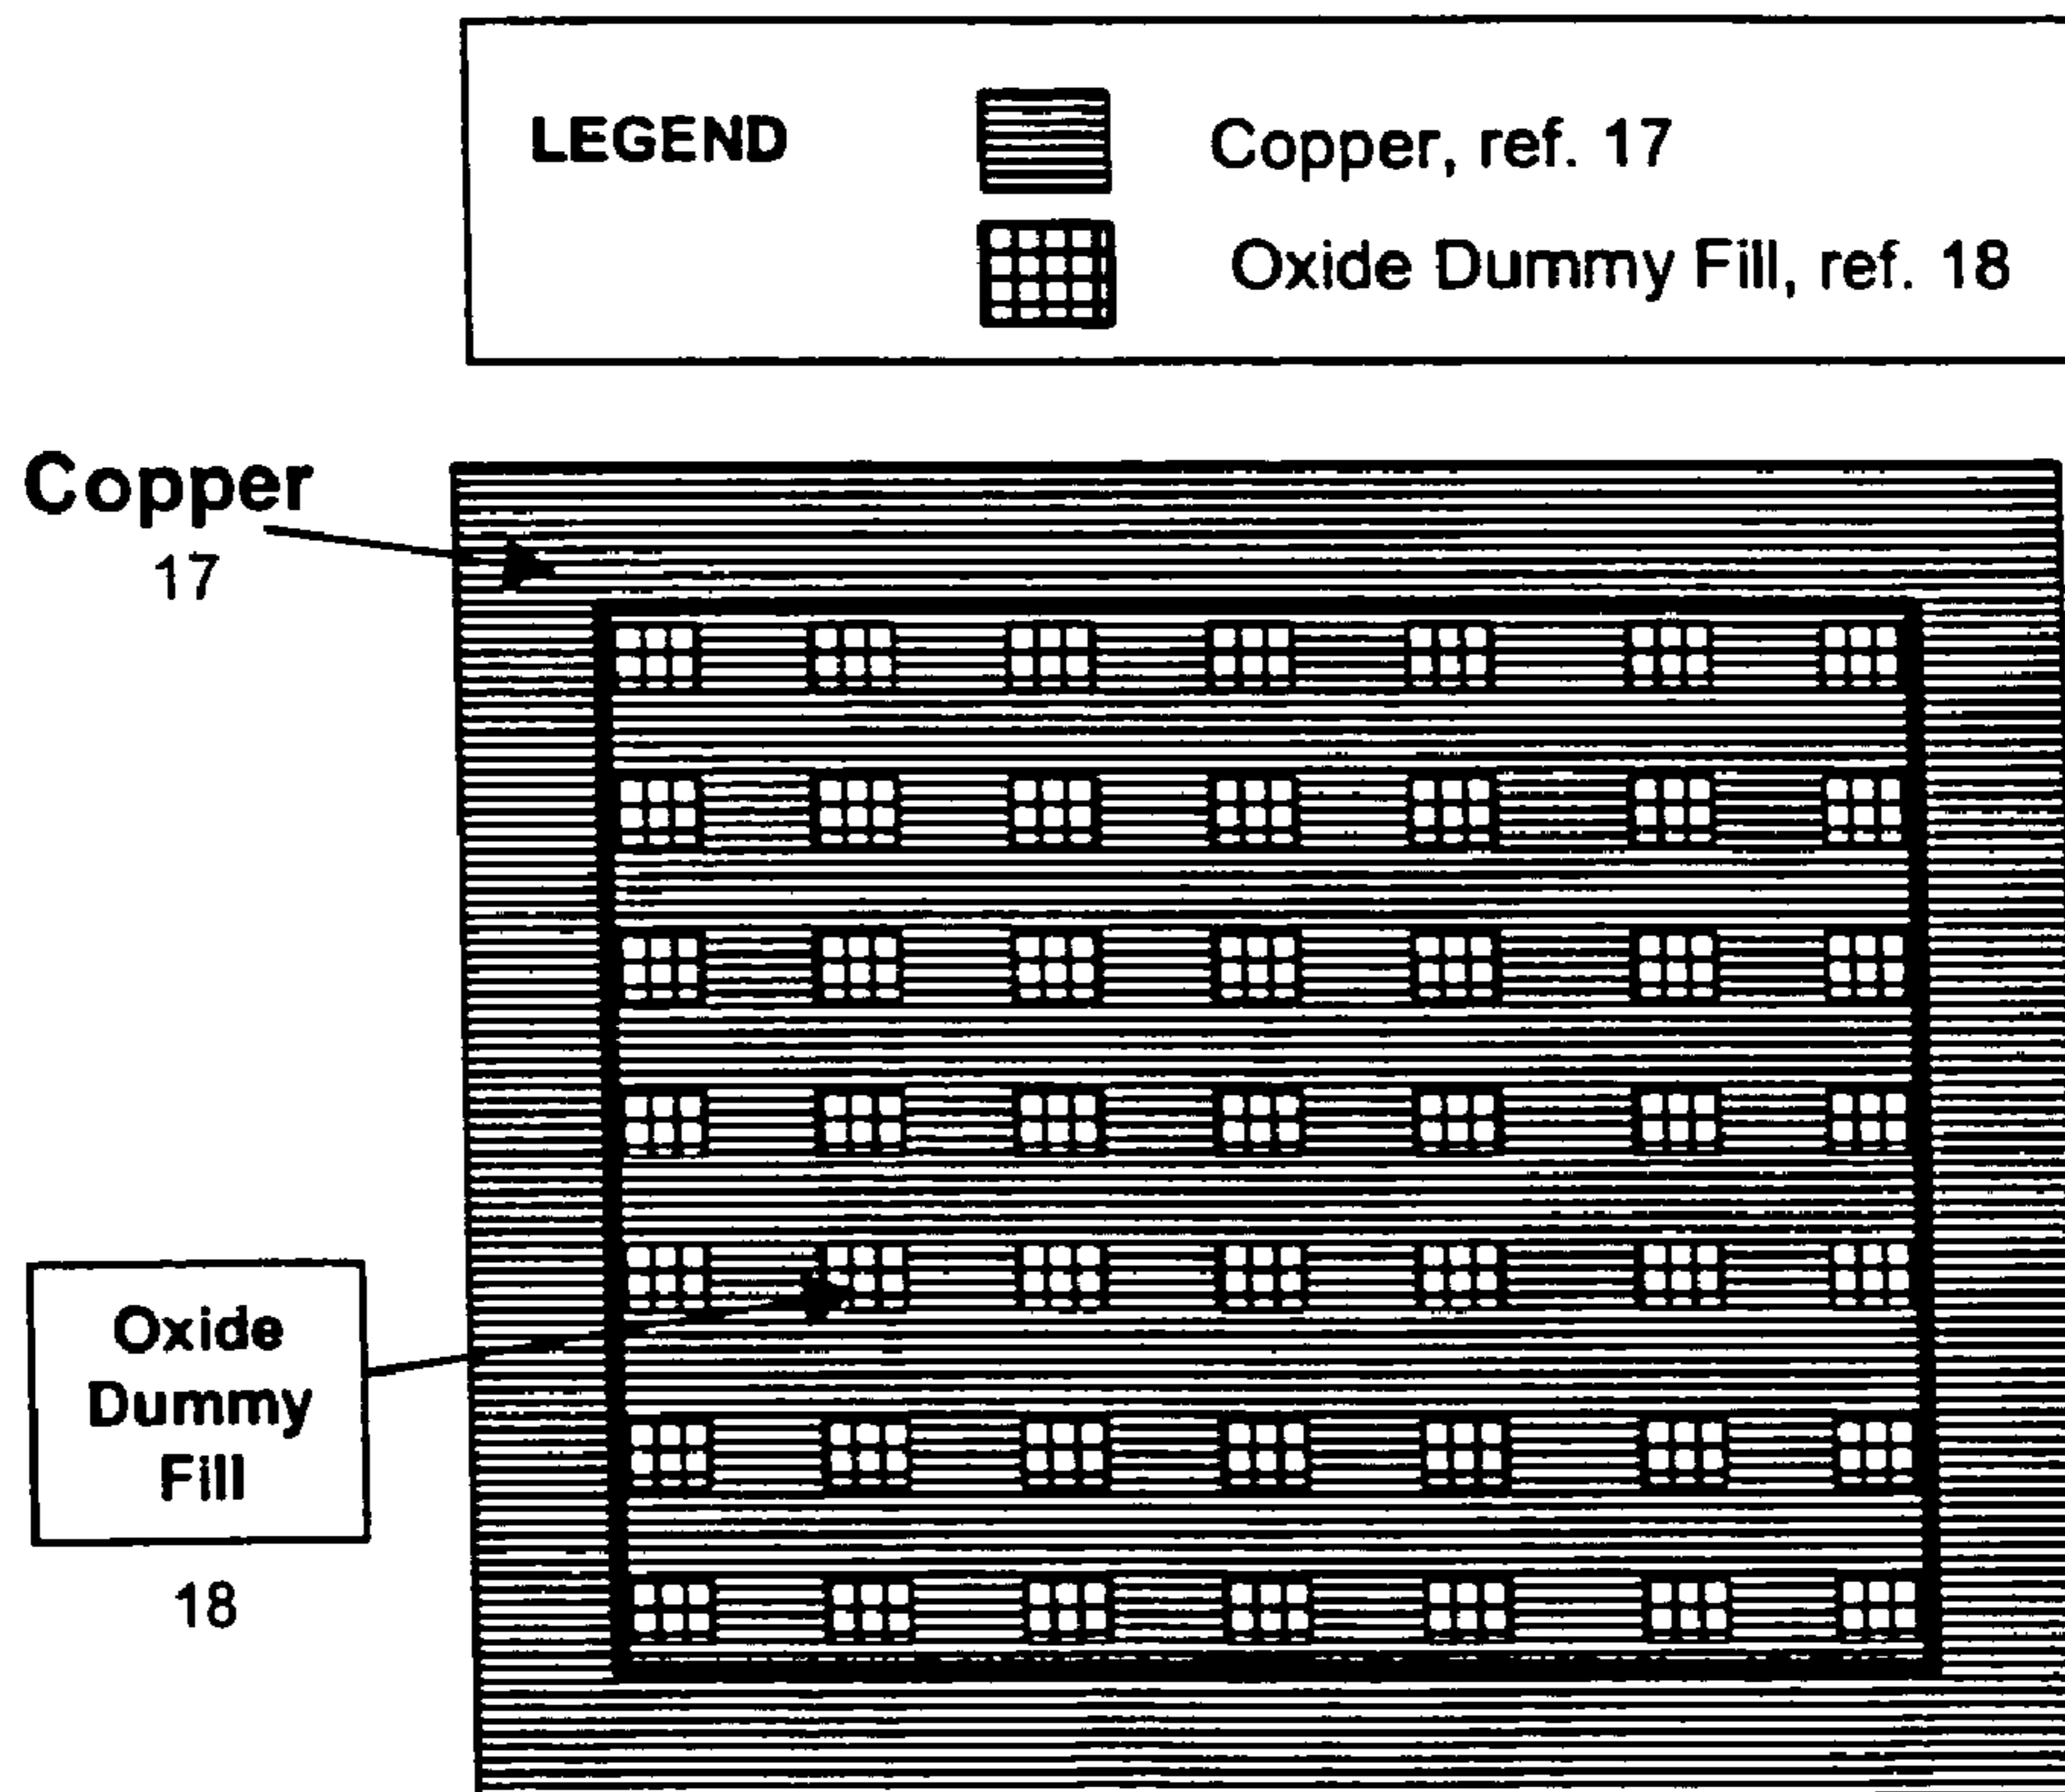 LEGEND
Copper, ref. 17
Oxide Dummy Fill, ref. 18
Copper
17
Oxide
Dummy
Fill
18